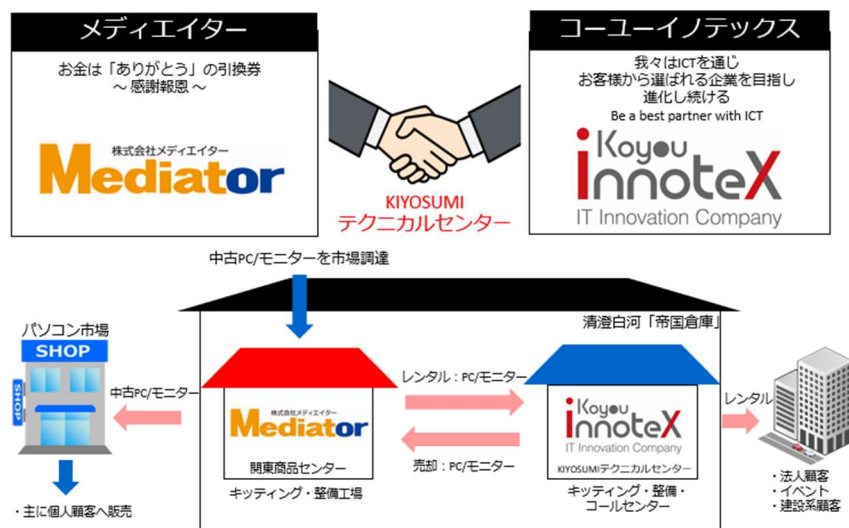 メディエイター
お金は「ありがとう」の引換券
～ 感謝報恩 ～
株式会社メディエイター
Mediator
KIYOSUMI
テクニカルセンター
コーユーイノテックス
我々はICTを通じ
お客様から選ばれる企業を目指し
進化し続ける
Be a best partner with ICT
Koyou
innoteX
IT Innovation Company
中古PC/モニターを市場調達
清澄白河「帝国倉庫」
パソコン市場
SHOP
SHOP
中古PC/モニター
・主に個人顧客へ販売
株式会社メディエイター
Mediator
関東商品センター
キッティング・整備工場
レンタル：PC/モニター
売却：PC/モニター
Koyou
innoteX
IT Innovation Company
KIYOSUMIテクニカルセンター
キッティング・整備・
コールセンター
レンタル
・法人顧客
・イベント
・建設系顧客